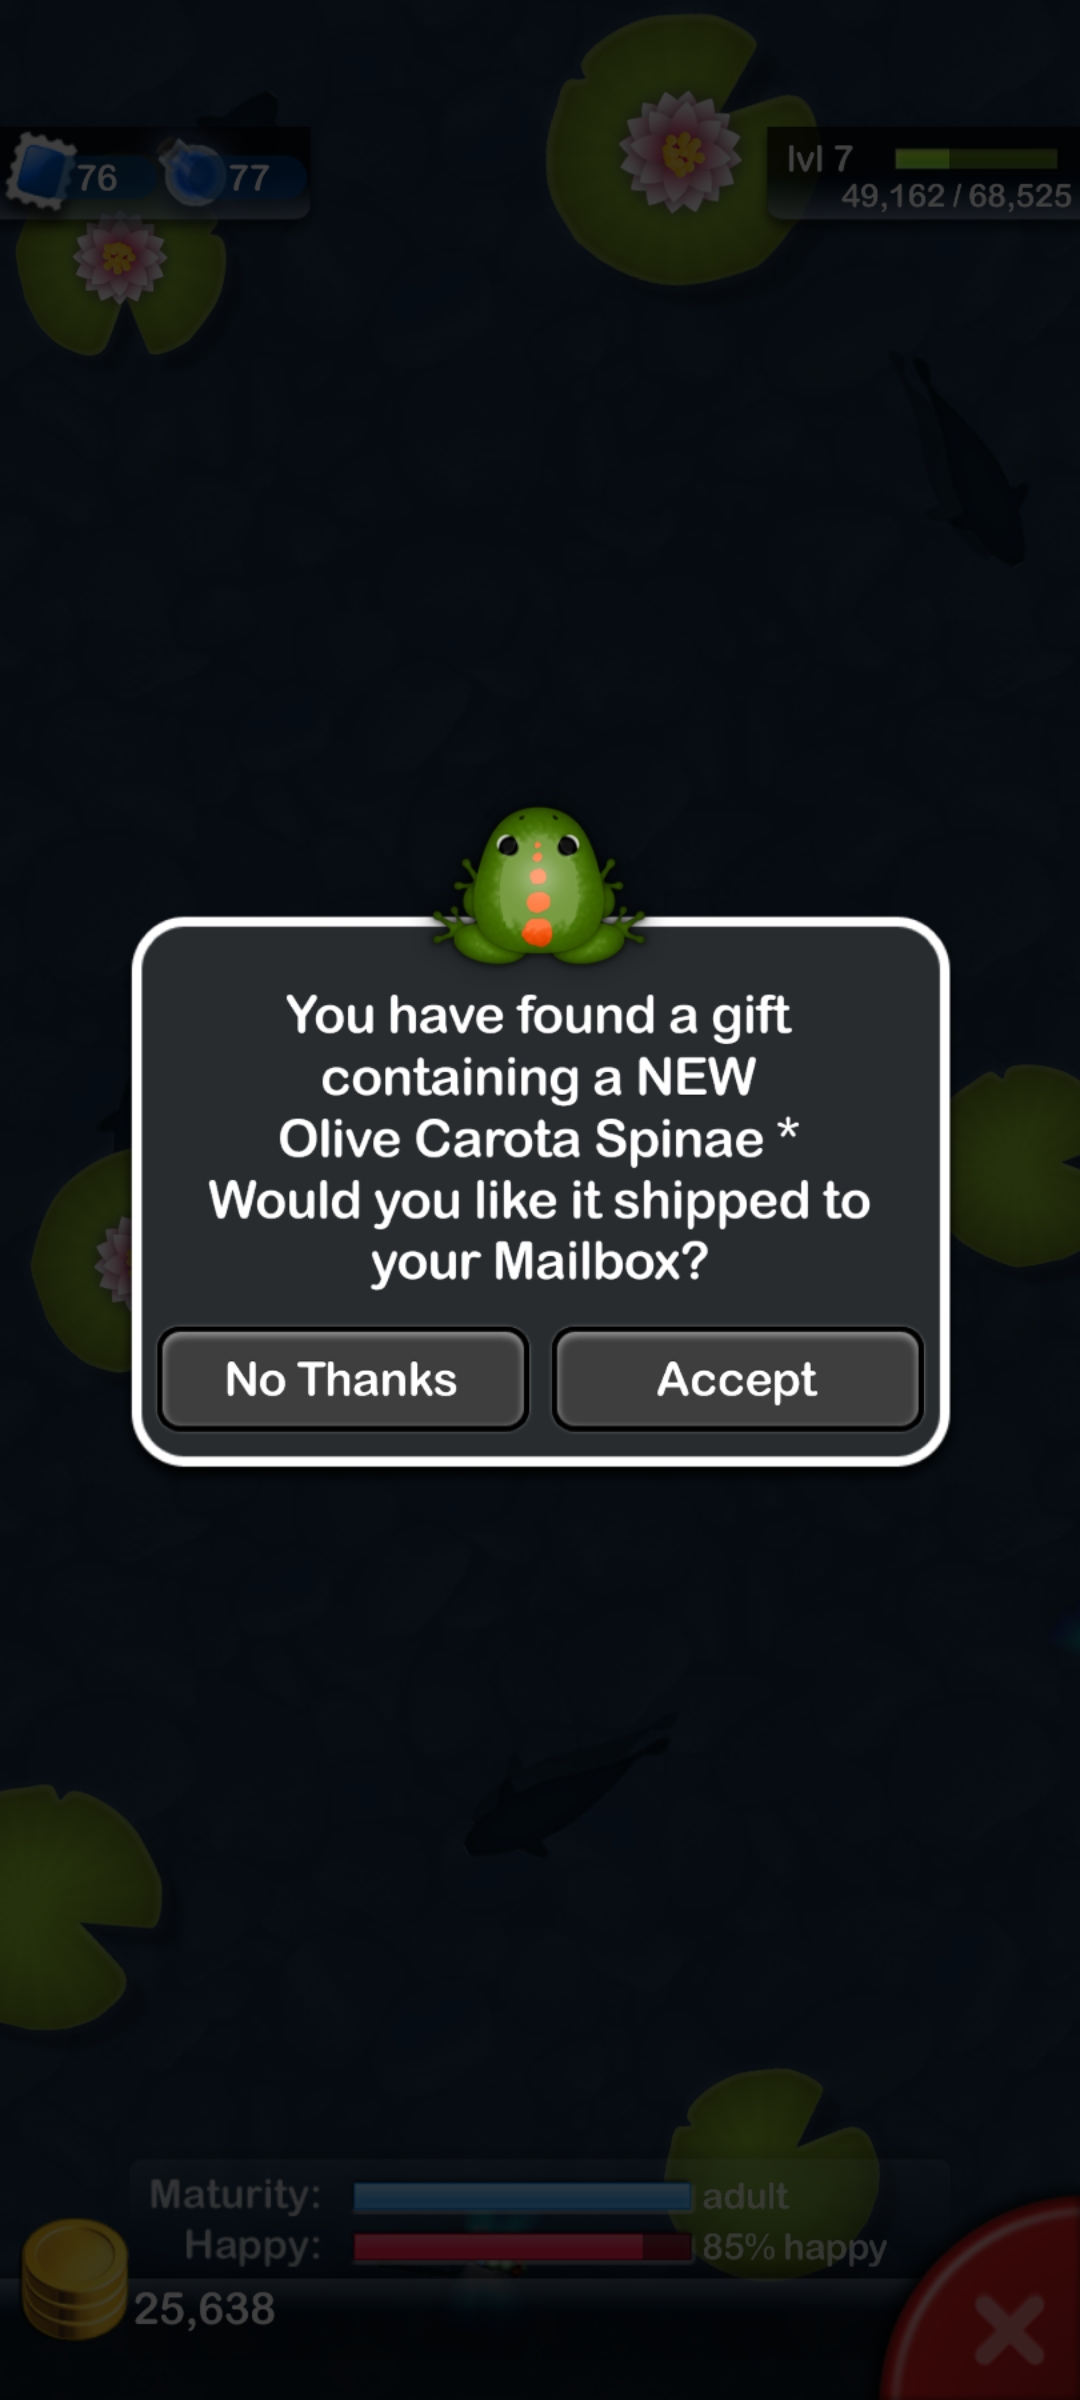 76 77
lvl 7
49,162 / 68,525
You have found a gift
containing a NEW
Olive Carota Spinae *
Would you like it shipped to
your Mailbox?
No Thanks Accept
Maturity: adult
Happy: 85% happy
25,638